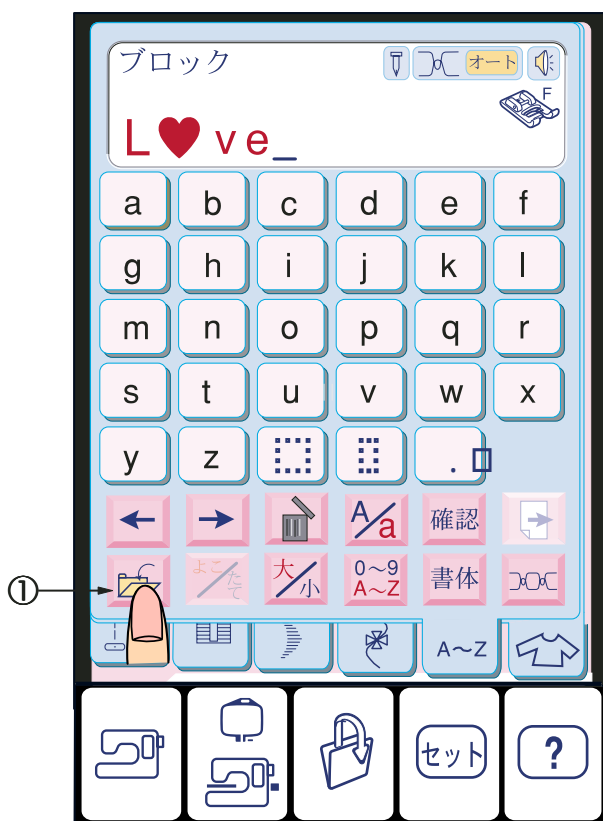 ブロック オート
F
L♥ve_
a b c d e f
g h i j k l
m n o p q r
s t u v w x
y z .
A/a 確認
① よこ/たて 大/小 0～9 A～Z 書体
A～Z
セット ?